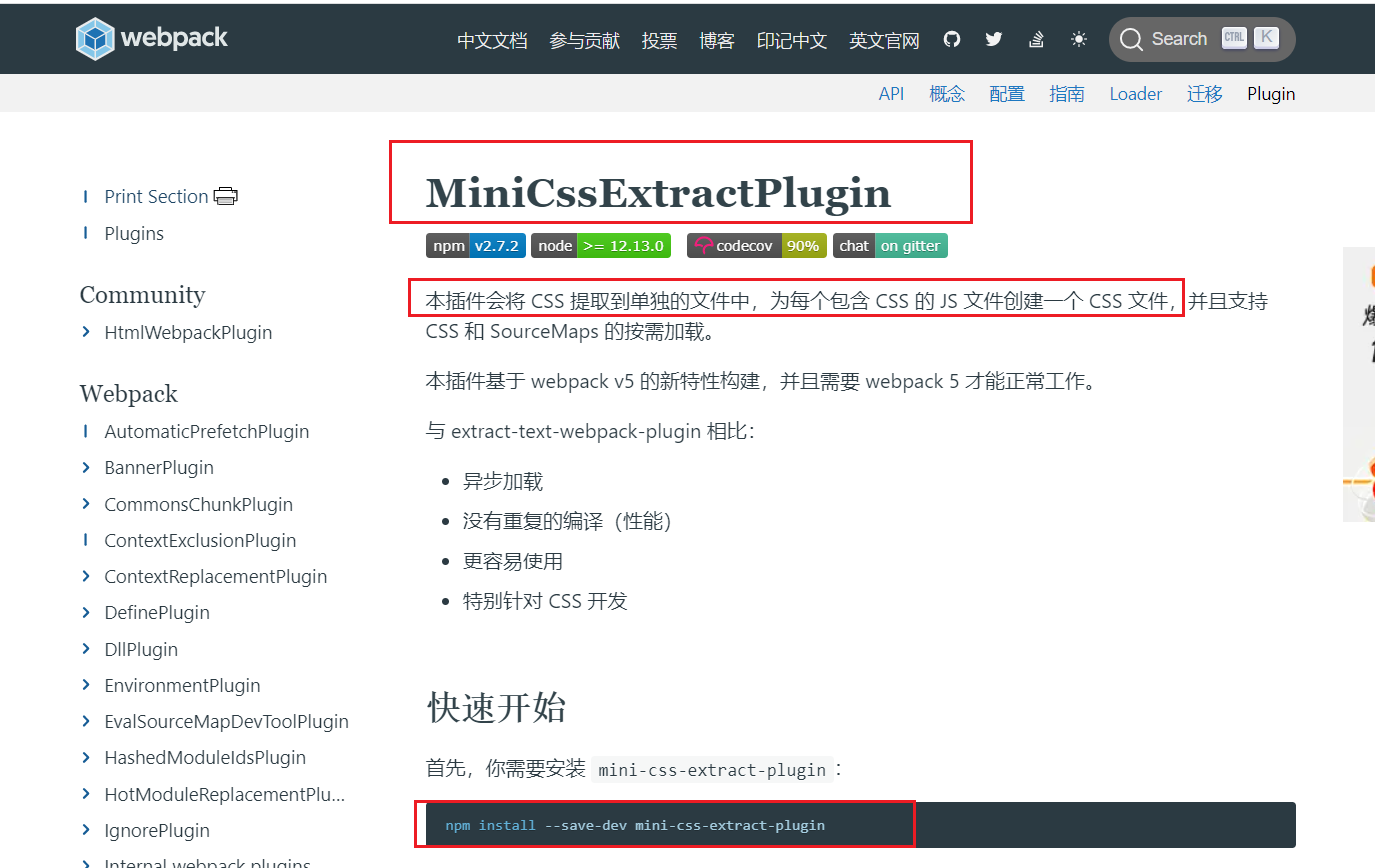 webpack
中文文档 参与贡献 投票 博客 印记中文 英文官网 Search CTRL K
API 概念 配置 指南 Loader 迁移 Plugin
Print Section
Plugins
Community
HtmlWebpackPlugin
Webpack
AutomaticPrefetchPlugin
BannerPlugin
CommonsChunkPlugin
ContextExclusionPlugin
ContextReplacementPlugin
DefinePlugin
DllPlugin
EnvironmentPlugin
EvalSourceMapDevToolPlugin
HashedModuleIdsPlugin
HotModuleReplacementPlu...
IgnorePlugin
Internal webpack plugins
MiniCssExtractPlugin
npm v2.7.2 node >= 12.13.0 codecov 90% chat on gitter
本插件会将 CSS 提取到单独的文件中，为每个包含 CSS 的 JS 文件创建一个 CSS 文件，并且支持
CSS 和 SourceMaps 的按需加载。
本插件基于 webpack v5 的新特性构建，并且需要 webpack 5 才能正常工作。
与 extract-text-webpack-plugin 相比：
异步加载
没有重复的编译（性能）
更容易使用
特别针对 CSS 开发
快速开始
首先，你需要安装 mini-css-extract-plugin：
npm install --save-dev mini-css-extract-plugin